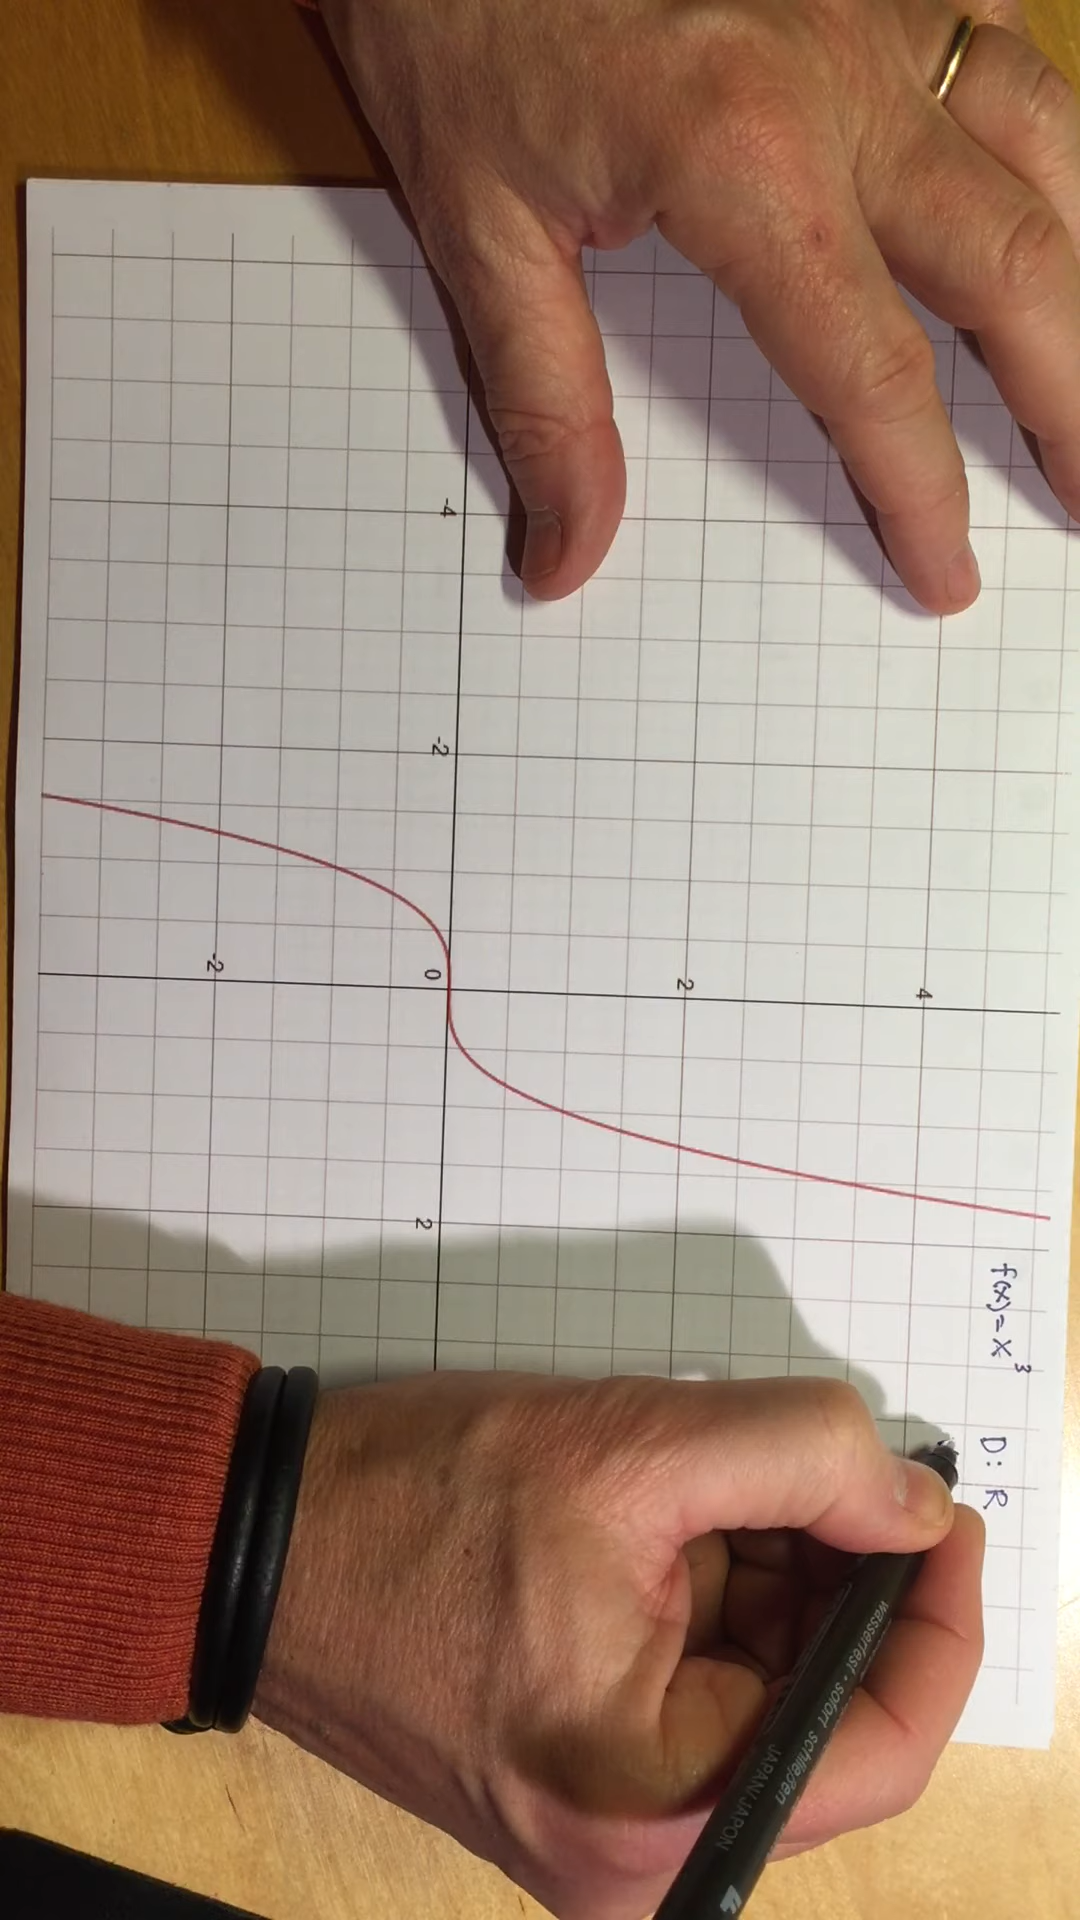 f(x) = x³ D: R
4
2
-4
-2
0
2
-2
wasserfest · sofort schließen
JAPAN/JAPON